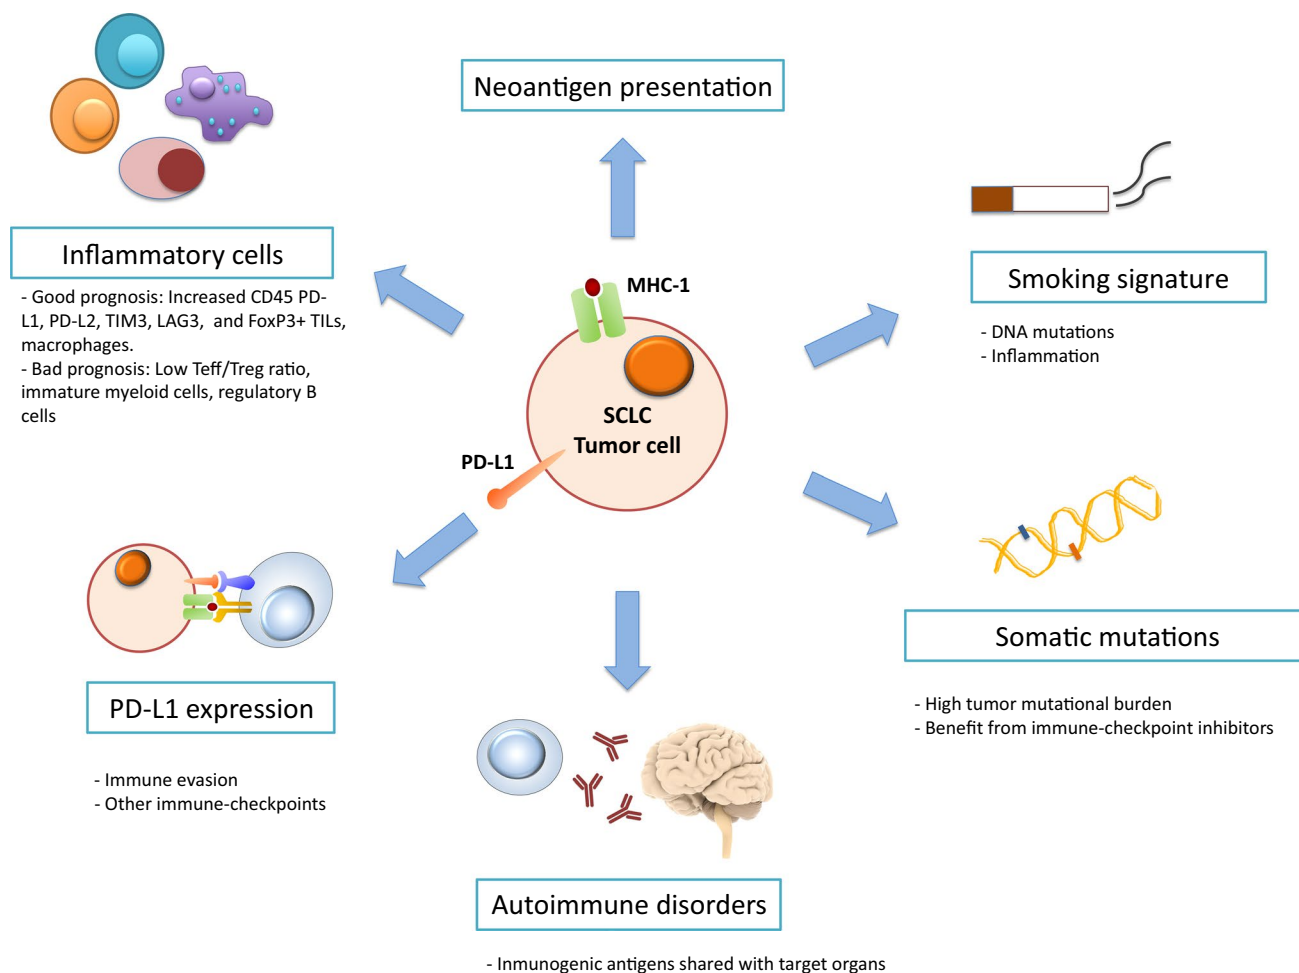 Neoantigen presentation
Inflammatory cells
- Good prognosis: Increased CD45 PD-
L1, PD-L2, TIM3, LAG3,  and FoxP3+ TILs,
macrophages.
- Bad prognosis: Low Teff/Treg ratio,
immature myeloid cells, regulatory B
cells
MHC-1
SCLC
Tumor cell
PD-L1
Smoking signature
- DNA mutations
- Inflammation
Somatic mutations
- High tumor mutational burden
- Benefit from immune-checkpoint inhibitors
PD-L1 expression
- Immune evasion
- Other immune-checkpoints
Autoimmune disorders
- Inmunogenic antigens shared with target organs